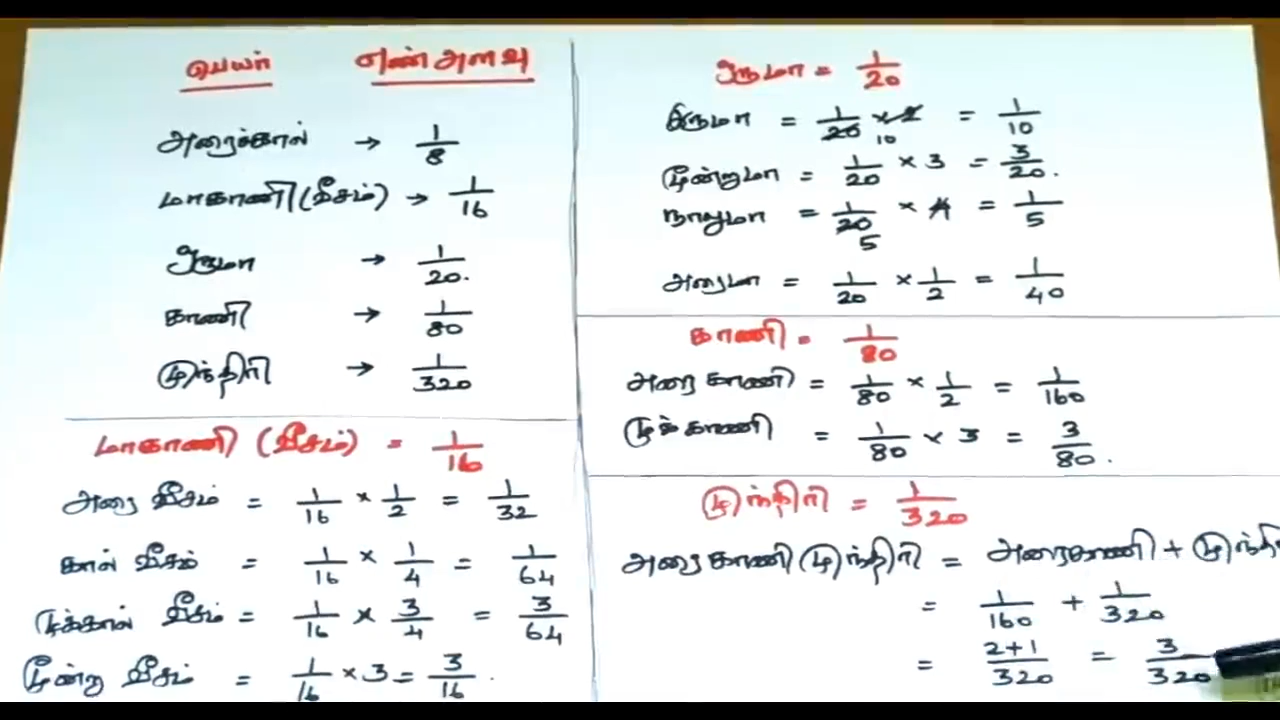 பெயர் எண் அளவு
அரைக்கால் → 1/8
மாகாணி (வீசம்) → 1/16
ஒருமா → 1/20.
காணி → 1/80
முந்திரி → 1/320
மாகாணி (வீசம்) = 1/16
அரை வீசம் = 1/16 × 1/2 = 1/32
கால் வீசம் = 1/16 × 1/4 = 1/64
முக்கால் வீசம் = 1/16 × 3/4 = 3/64
மூன்று வீசம் = 1/16 × 3 = 3/16.
ஒருமா = 1/20
இருமா = 1/20 × 2 = 1/10
10
மூன்றுமா = 1/20 × 3 = 3/20.
நாலுமா = 1/20 × 4 = 1/5
5
அரைமா = 1/20 × 1/2 = 1/40
காணி = 1/80
அரை காணி = 1/80 × 1/2 = 1/160
முக்காணி = 1/80 × 3 = 3/80.
முந்திரி = 1/320
அரைகாணி முந்திரி = அரைகாணி + முந்தி
= 1/160 + 1/320
= 2+1/320 = 3/320